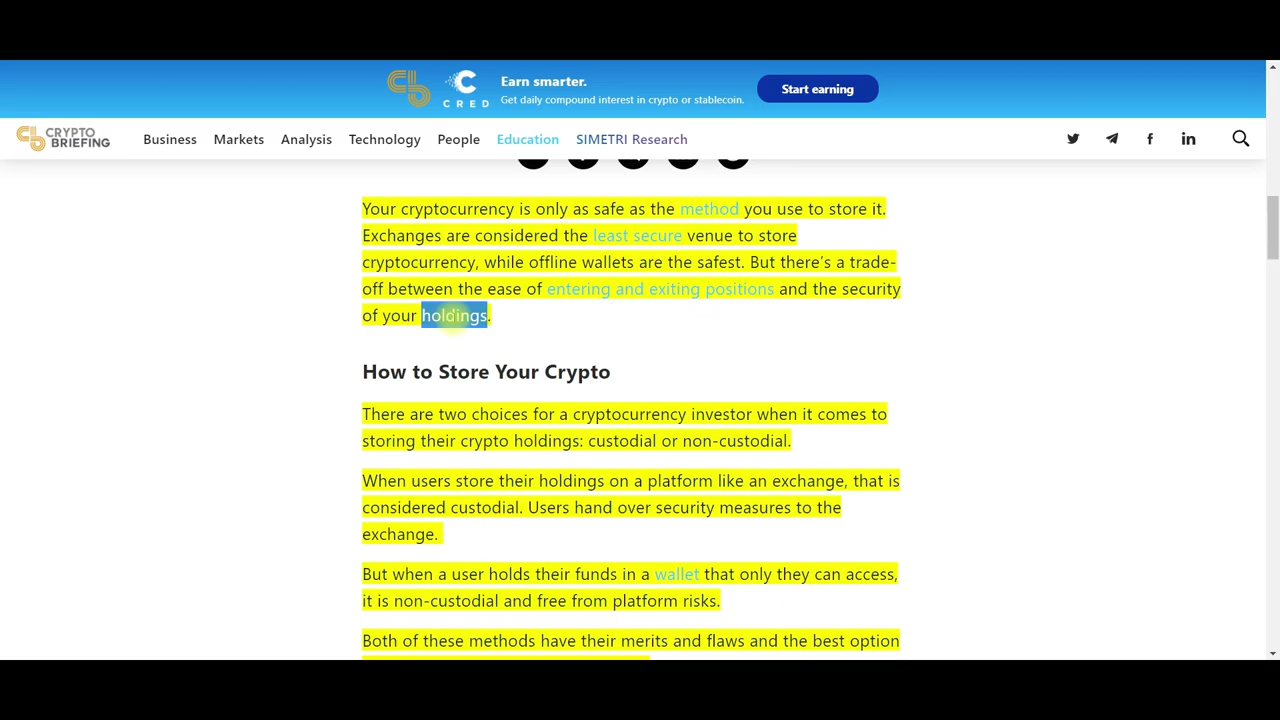 Earn smarter.
Get daily compound interest in crypto or stablecoin.
CRED
Start earning
CRYPTO
BRIEFING
Business Markets Analysis Technology People Education SIMETRI Research
Your cryptocurrency is only as safe as the method you use to store it.
Exchanges are considered the least secure venue to store
cryptocurrency, while offline wallets are the safest. But there’s a trade-
off between the ease of entering and exiting positions and the security
of your holdings.
How to Store Your Crypto
There are two choices for a cryptocurrency investor when it comes to
storing their crypto holdings: custodial or non-custodial.
When users store their holdings on a platform like an exchange, that is
considered custodial. Users hand over security measures to the
exchange.
But when a user holds their funds in a wallet that only they can access,
it is non-custodial and free from platform risks.
Both of these methods have their merits and flaws and the best option